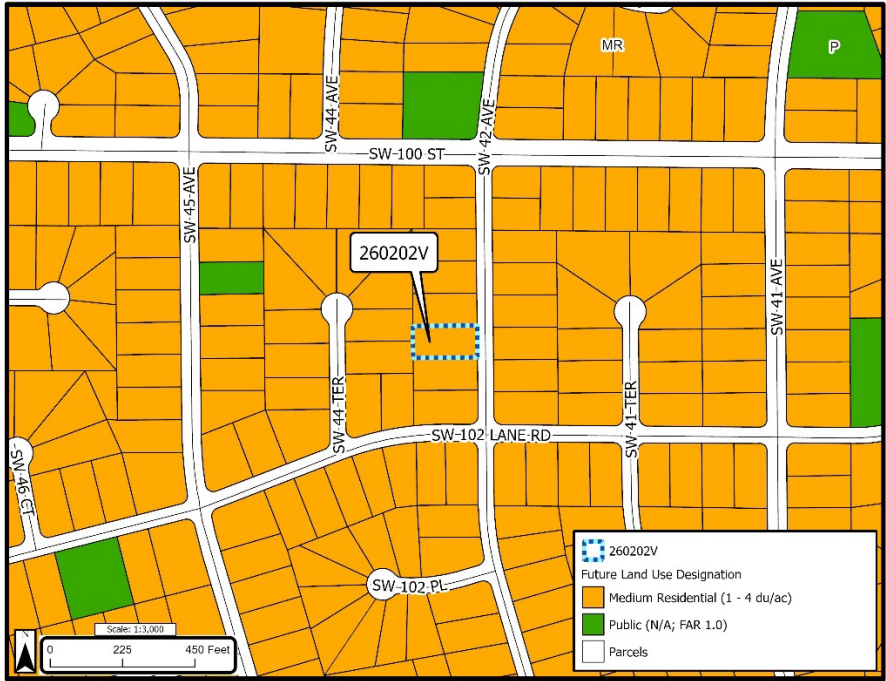 MR
P
SW 44 AVE
SW 42 AVE
SW 100 ST
SW 45 AVE
260202V
SW 41 AVE
SW 44 TER
SW 41 TER
SW 102 LANE RD
SW 46 CT
SW 102 PL
260202V
Future Land Use Designation
Medium Residential (1 - 4 du/ac)
Public (N/A; FAR 1.0)
Parcels
Scale: 1:3,000
0 225 450 Feet